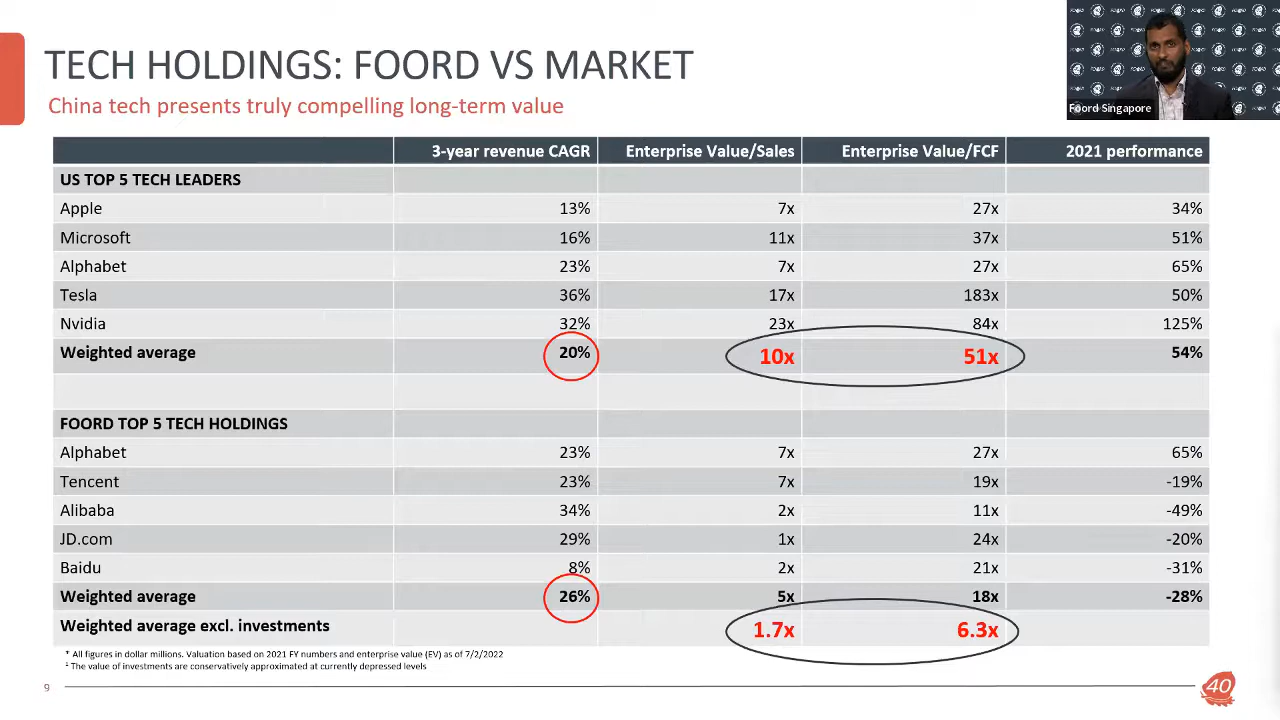 TECH HOLDINGS: FOORD VS MARKET
China tech presents truly compelling long-term value
Foord Singapore
3-year revenue CAGR Enterprise Value/Sales Enterprise Value/FCF 2021 performance
US TOP 5 TECH LEADERS
Apple 13% 7x 27x 34%
Microsoft 16% 11x 37x 51%
Alphabet 23% 7x 27x 65%
Tesla 36% 17x 183x 50%
Nvidia 32% 23x 84x 125%
Weighted average 20% 10x 51x 54%
FOORD TOP 5 TECH HOLDINGS
Alphabet 23% 7x 27x 65%
Tencent 23% 7x 19x -19%
Alibaba 34% 2x 11x -49%
JD.com 29% 1x 24x -20%
Baidu 8% 2x 21x -31%
Weighted average 26% 5x 18x -28%
Weighted average excl. investments 1.7x 6.3x
* All figures in dollar millions. Valuation based on 2021 FY numbers and enterprise value (EV) as of 7/2/2022
¹ The value of investments are conservatively approximated at currently depressed levels
9
40